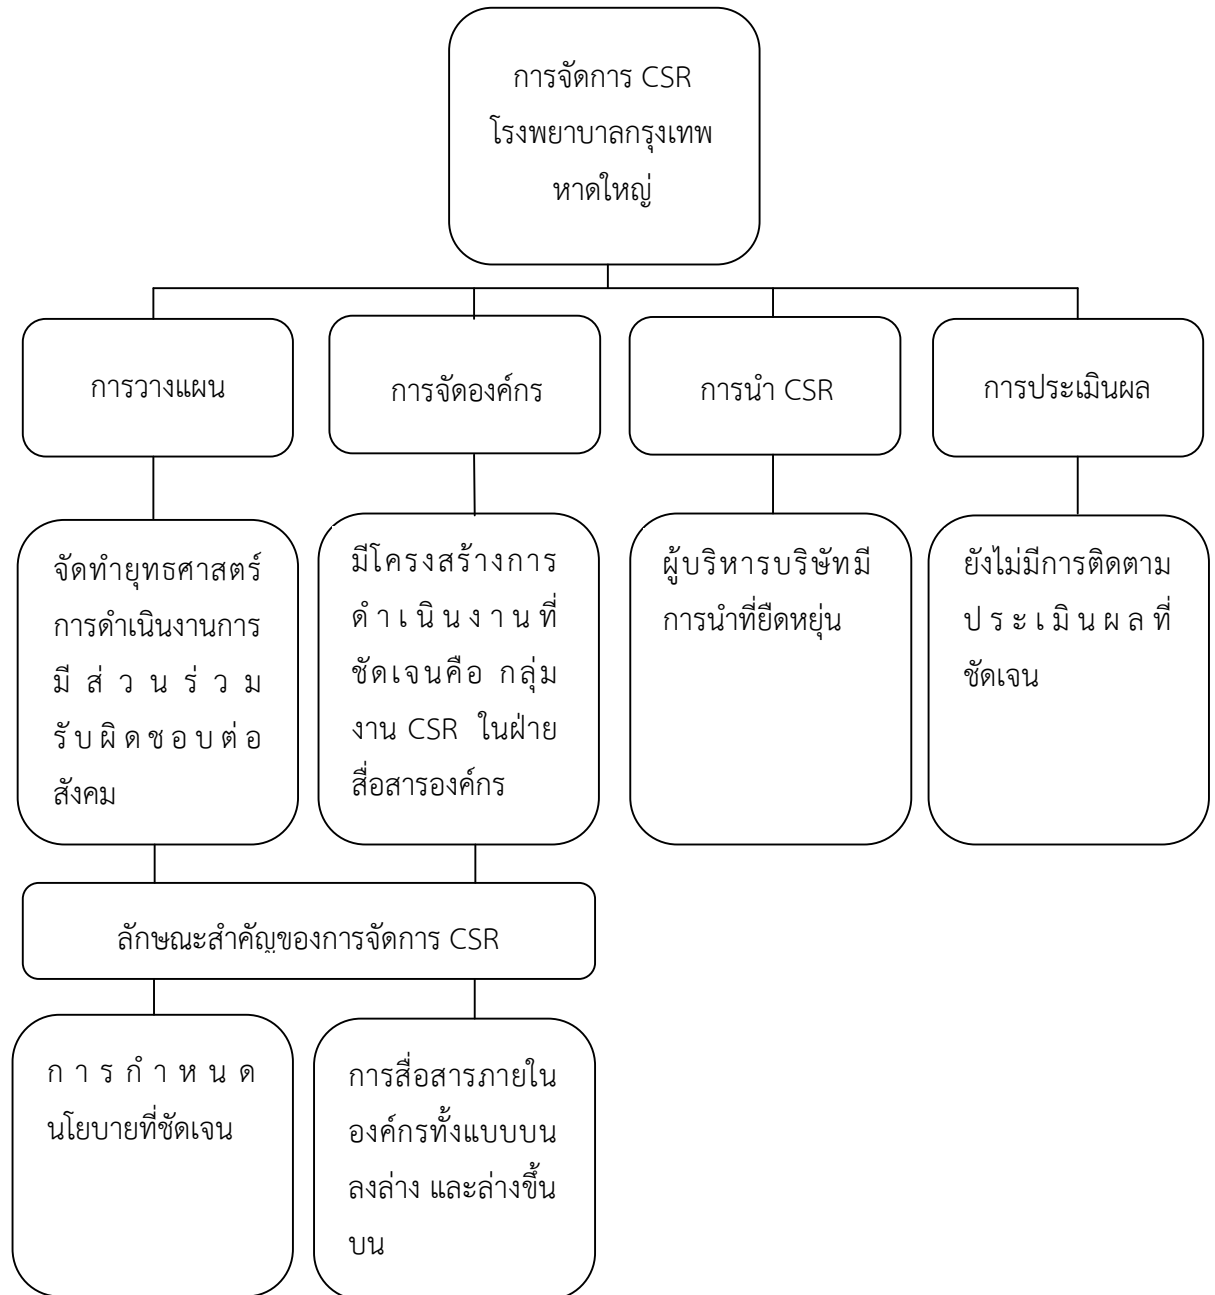 การจัดการ CSR
โรงพยาบาลกรุงเทพ
หาดใหญ่
การวางแผน
การจัดองค์กร
การนำ CSR
การประเมินผล
จัดทำยุทธศาสตร์
การดำเนินงานการ
มีส่วนร่วม
รับผิดชอบต่อ
สังคม
มีโครงสร้างการ
ดำเนินงานที่
ชัดเจนคือ กลุ่ม
งาน CSR ในฝ่าย
สื่อสารองค์กร
ผู้บริหารบริษัทมี
การนำที่ยืดหยุ่น
ยังไม่มีการติดตาม
ประเมินผลที่
ชัดเจน
ลักษณะสำคัญของการจัดการ CSR
การกำหนด
นโยบายที่ชัดเจน
การสื่อสารภายใน
องค์กรทั้งแบบบน
ลงล่าง และล่างขึ้น
บน